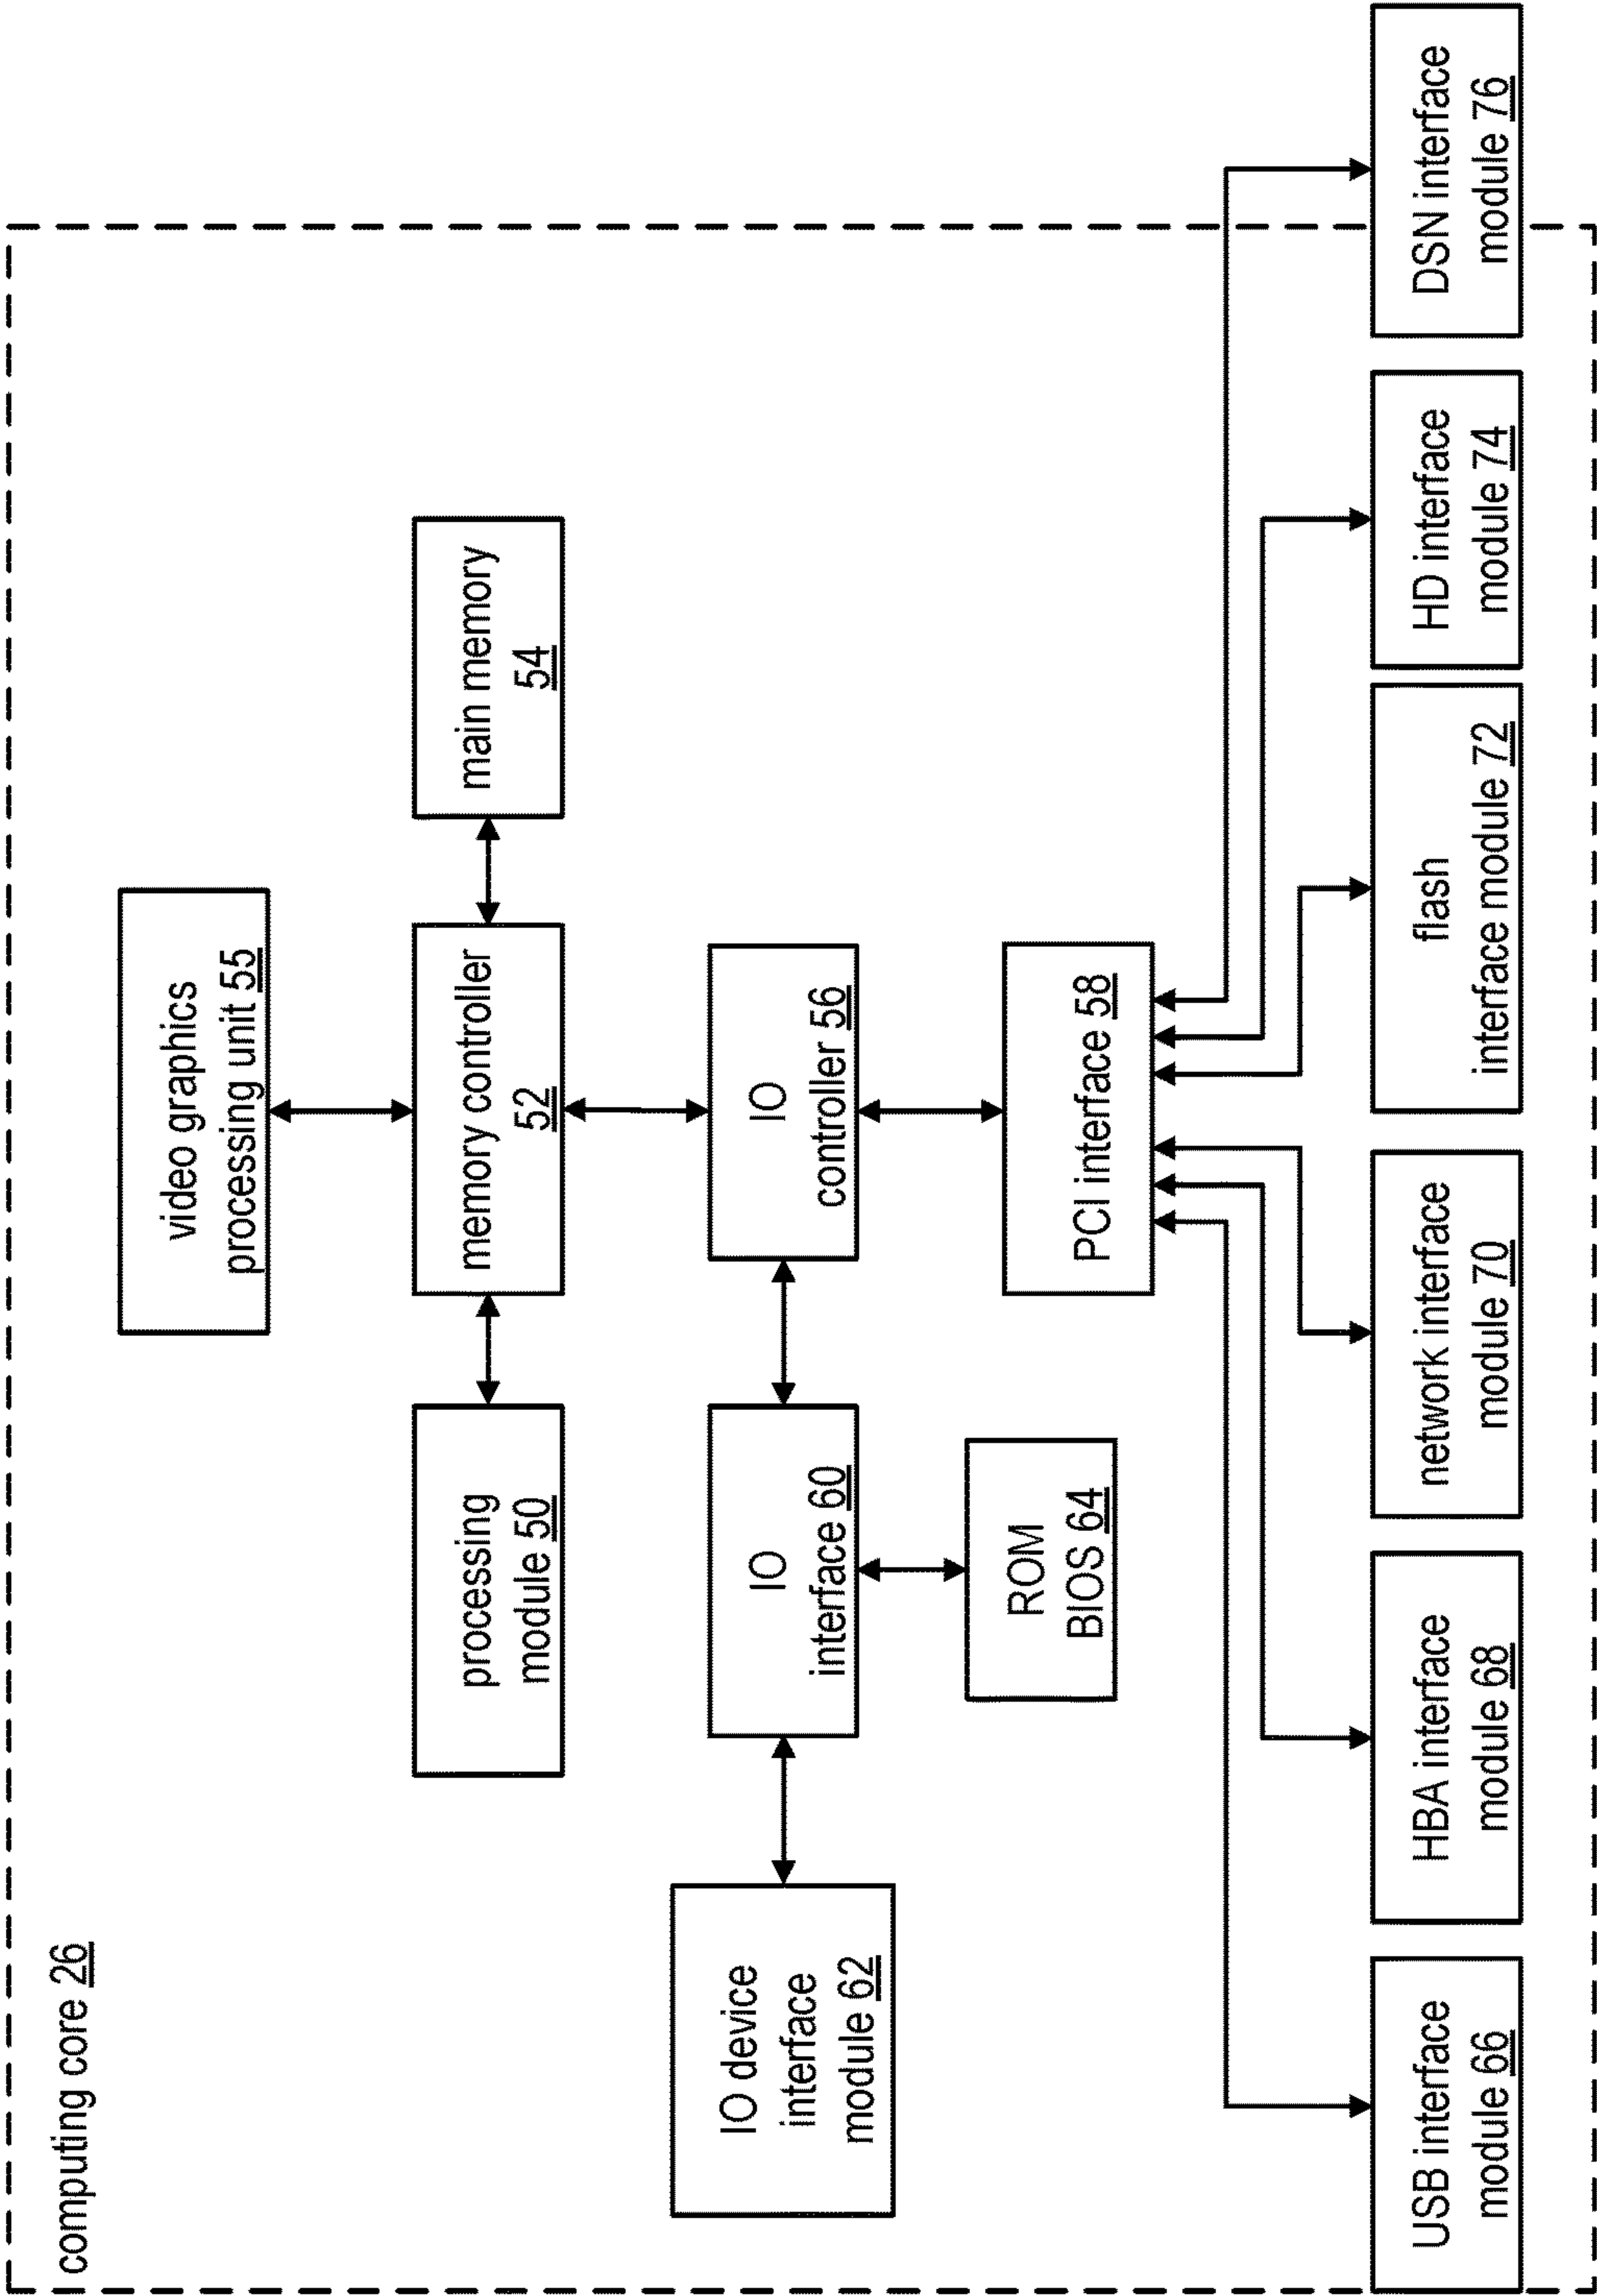 computing core 26
video graphics
processing unit 55
processing
module 50
memory controller
52
main memory
54
IO device
interface
module 62
IO
interface 60
IO
controller 56
ROM
BIOS 64
PCI interface 58
USB interface
module 66
HBA interface
module 68
network interface
module 70
flash
interface module 72
HD interface
module 74
DSN interface
module 76